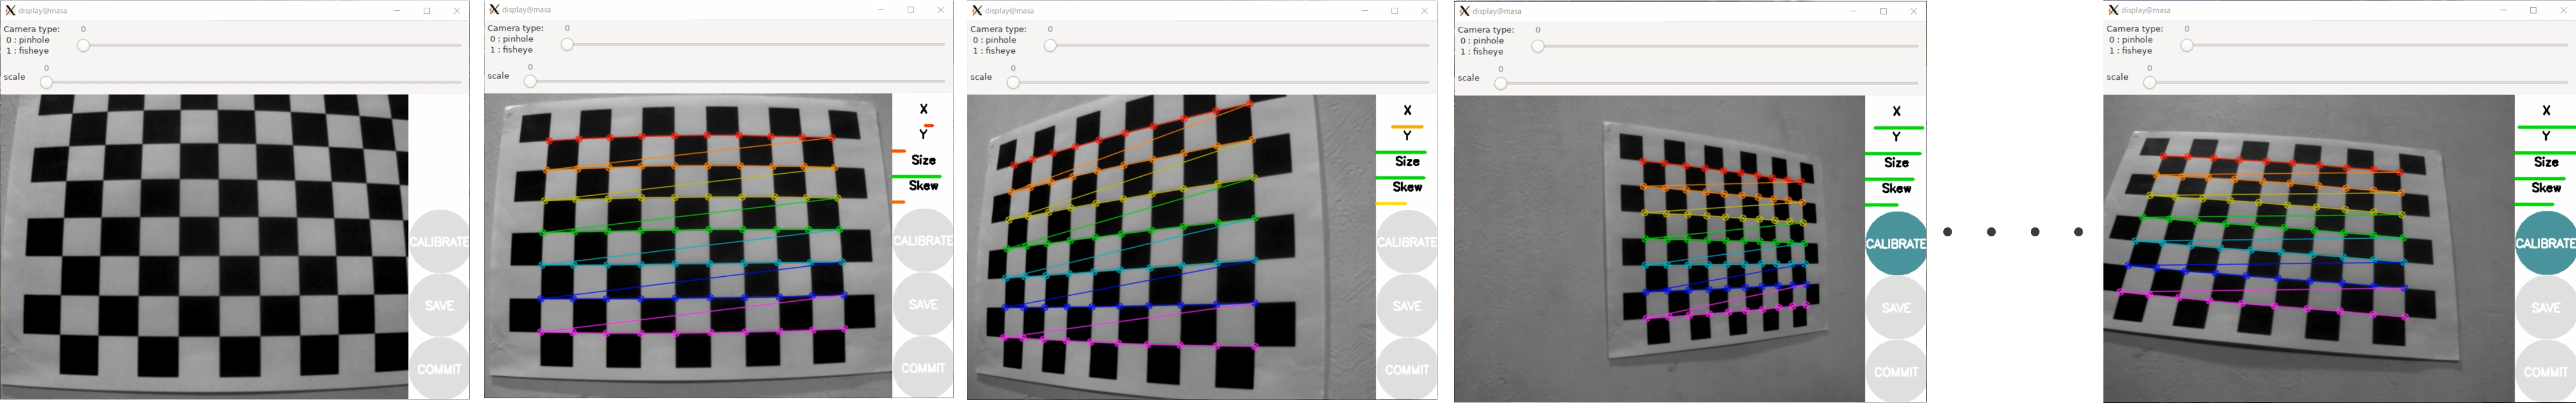 display@masa
Camera type: 0
0 : pinhole
1 : fisheye
0
scale
CALIBRATE
SAVE
COMMIT
display@masa
Camera type: 0
0 : pinhole
1 : fisheye
0
scale
X
Y
Size
Skew
CALIBRATE
SAVE
COMMIT
display@masa
Camera type: 0
0 : pinhole
1 : fisheye
0
scale
X
Y
Size
Skew
CALIBRATE
SAVE
COMMIT
display@masa
Camera type: 0
0 : pinhole
1 : fisheye
0
scale
X
Y
Size
Skew
CALIBRATE
SAVE
COMMIT
display@masa
Camera type: 0
0 : pinhole
1 : fisheye
0
scale
X
Y
Size
Skew
CALIBRATE
SAVE
COMMIT